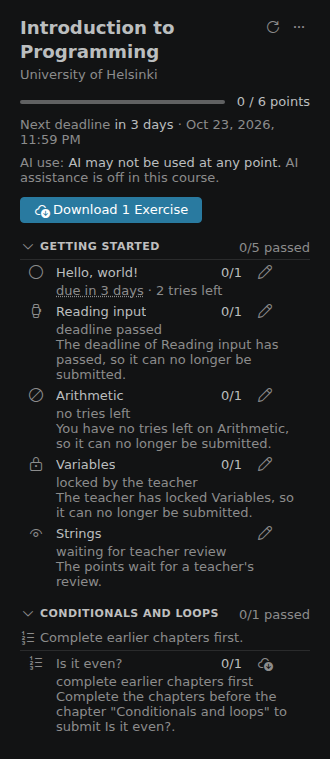 Introduction to
Programming
University of Helsinki
0 / 6 points
Next deadline in 3 days · Oct 23, 2026,
11:59 PM
AI use: AI may not be used at any point. AI
assistance is off in this course.
Download 1 Exercise
GETTING STARTED 0/5 passed
Hello, world! 0/1
due in 3 days · 2 tries left
Reading input 0/1
deadline passed
The deadline of Reading input has
passed, so it can no longer be
submitted.
Arithmetic 0/1
no tries left
You have no tries left on Arithmetic,
so it can no longer be submitted.
Variables 0/1
locked by the teacher
The teacher has locked Variables, so
it can no longer be submitted.
Strings
waiting for teacher review
The points wait for a teacher's
review.
CONDITIONALS AND LOOPS 0/1 passed
Complete earlier chapters first.
Is it even? 0/1
complete earlier chapters first
Complete the chapters before the
chapter "Conditionals and loops" to
submit Is it even?.